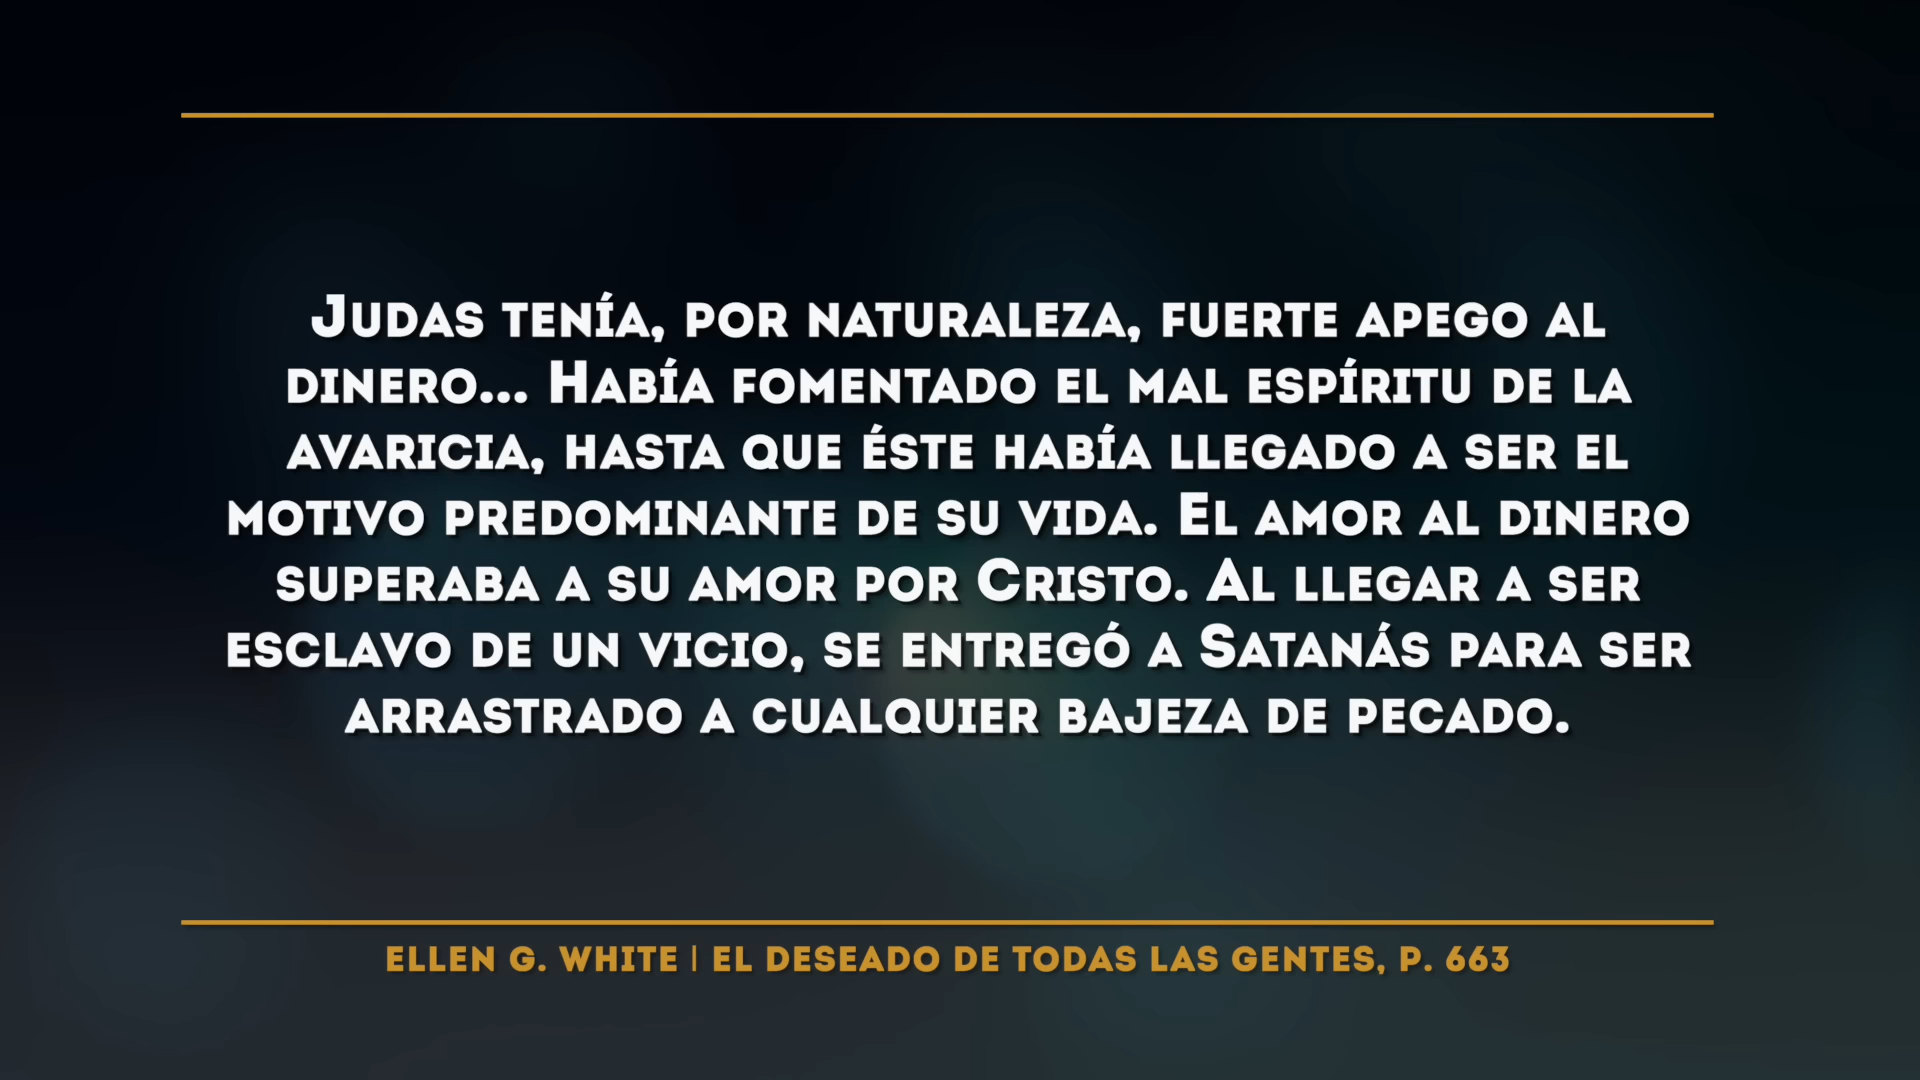 Judas tenía, por naturaleza, fuerte apego al
dinero... Había fomentado el mal espíritu de la
avaricia, hasta que éste había llegado a ser el
motivo predominante de su vida. El amor al dinero
superaba a su amor por Cristo. Al llegar a ser
esclavo de un vicio, se entregó a Satanás para ser
arrastrado a cualquier bajeza de pecado.
ELLEN G. WHITE | EL DESEADO DE TODAS LAS GENTES, P. 663